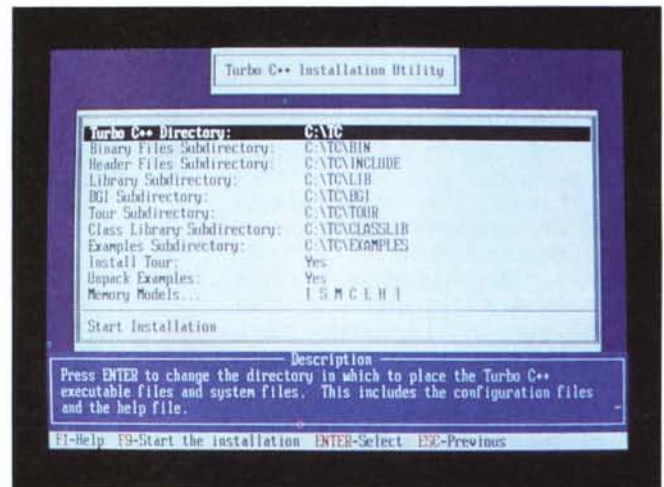 Turbo C++ Installation Utility
Turbo C++ Directory: C:\TC
Binary Files Subdirectory: C:\TC\BIN
Header Files Subdirectory: C:\TC\INCLUDE
Library Subdirectory: C:\TC\LIB
BGI Subdirectory: C:\TC\BGI
Tour Subdirectory: C:\TC\TOUR
Class Library Subdirectory: C:\TC\CLASSLIB
Examples Subdirectory: C:\TC\EXAMPLES
Install Tour: Yes
Unpack Examples: Yes
Memory Models... [ S M C L H ]
Start Installation
Description
Press ENTER to change the directory in which to place the Turbo C++
executable files and system files. This includes the configuration files
and the help file.
F1-Help F9-Start the installation ENTER-Select ESC-Previous